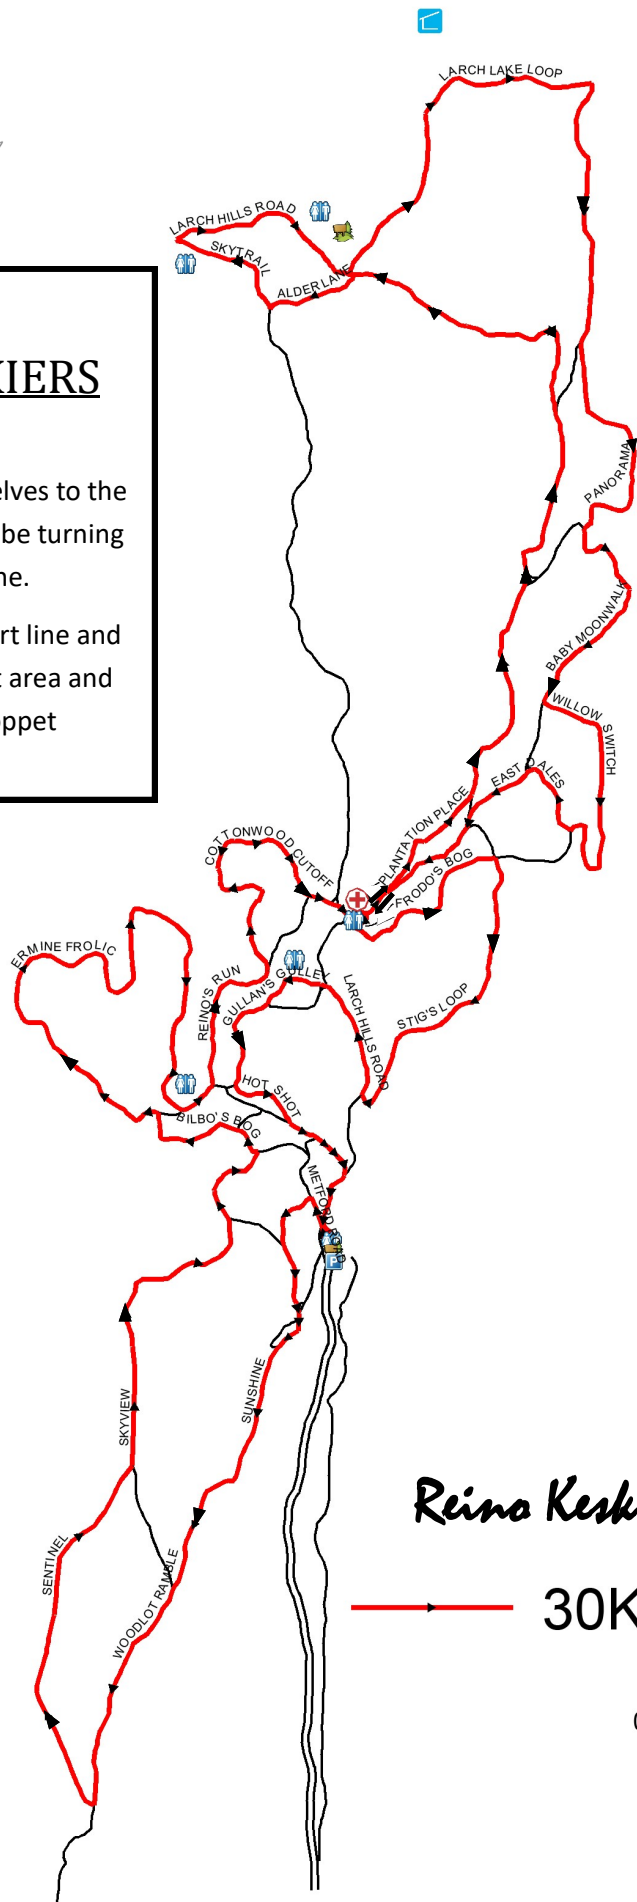 LARCH LAKE LOOP
LARCH HILLS ROAD
SKYTRAIL
ALDER LANE
KIERS
elves to the
be turning
ne.
rt line and
t area and
oppet
PANORAMA
BABY MOONWALK
WILLOW SWITCH
EAST DALES
PLANTATION PLACE
COTTONWOOD CUTOFF
FRODO'S BOG
ERMINE FROLIC
REINO'S RUN
GULLAN'S GULLEY
LARCH HILLS ROAD
STIG'S LOOP
HOT SHOT
BILBO'S BOG
METFORD ROAD
P
SUNSHINE
SKYVIEW
SENTINEL
WOODLOT RAMBLE
Reino Kesk
30K